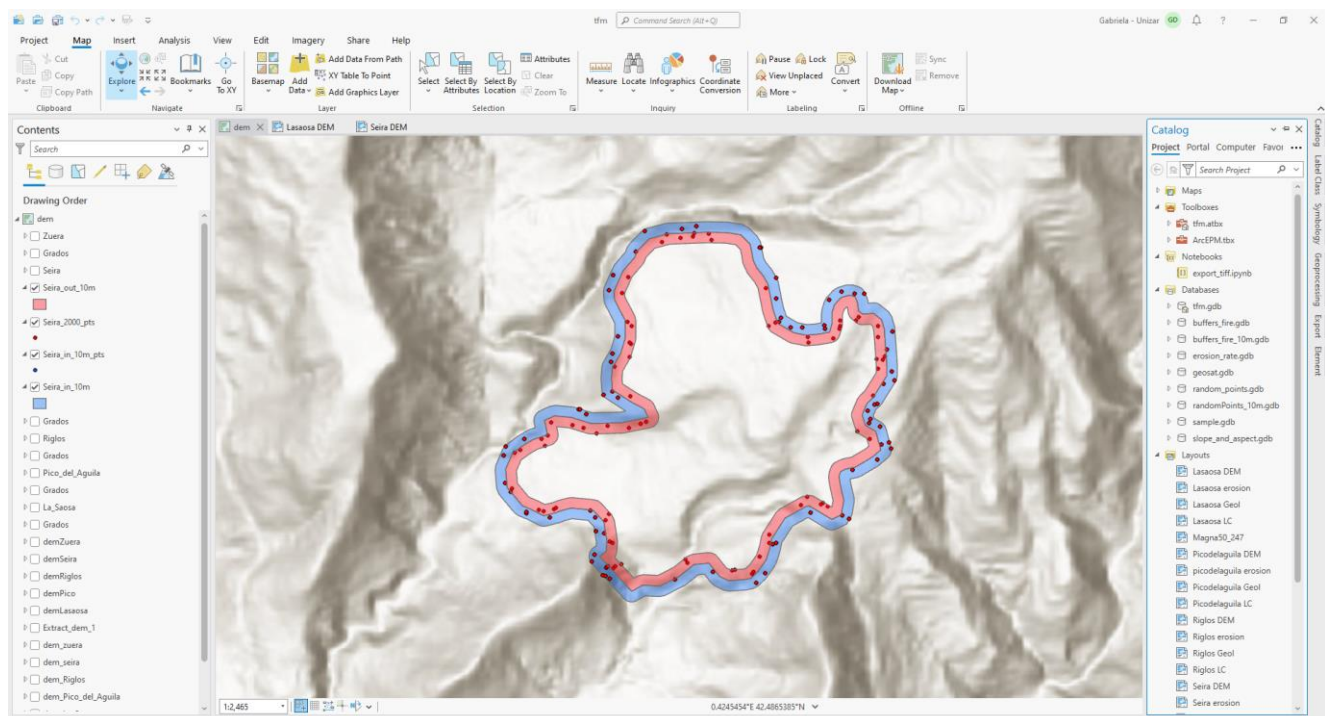 tfm
Command Search (Alt+Q)
Gabriela - Unizar
GD
?
Project Map Insert Analysis View Edit Imagery Share Help
Cut
Copy
Copy Path
Paste
Clipboard
Explore
Bookmarks
Go To XY
Navigate
Basemap
Add Data
Add Data From Path
XY Table To Point
Add Graphics Layer
Layer
Select
Select By Attributes
Select By Location
Attributes
Clear
Zoom To
Selection
Measure
Locate
Infographics
Coordinate Conversion
Inquiry
Pause
Lock
View Unplaced
More
Convert
Labeling
Download Map
Sync
Remove
Offline
Contents
Search
Drawing Order
dem
Zuera
Grados
Seira
Seira_out_10m
Seira_2000_pts
Seira_in_10m_pts
Seira_in_10m
Grados
Riglos
Grados
Pico_del_Aguila
Grados
La_Saosa
Grados
demZuera
demSeira
demRiglos
demPico
demLasaosa
Extract_dem_1
dem_zuera
dem_seira
dem_Riglos
dem_Pico_del_Aguila
dem
Lasaosa DEM
Seira DEM
1:2,465
0.4245454°E 42.4865385°N
Catalog
Project Portal Computer Favor
Search Project
Maps
Toolboxes
tfm.atbx
ArcEPM.tbx
Notebooks
export_tiff.ipynb
Databases
tfm.gdb
buffers_fire.gdb
buffers_fire_10m.gdb
erosion_rate.gdb
geosat.gdb
random_points.gdb
randomPoints_10m.gdb
sample.gdb
slope_and_aspect.gdb
Layouts
Lasaosa DEM
Lasaosa erosion
Lasaosa Geol
Lasaosa LC
Magna50_247
Picodelaguila DEM
picodelaguila erosion
Picodelaguila Geol
Picodelaguila LC
Riglos DEM
Riglos erosion
Riglos Geol
Riglos LC
Seira DEM
Seira erosion
Catalog
Label Class
Symbology
Geoprocessing
Export
Element